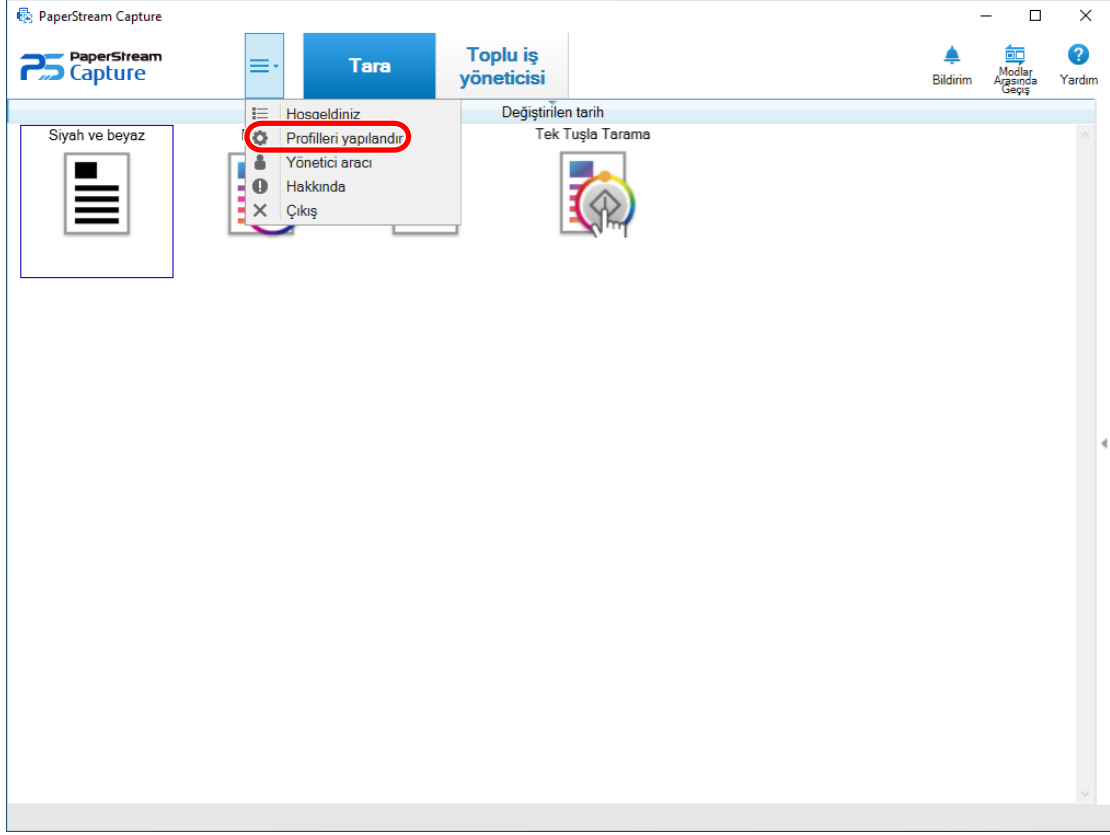 PaperStream Capture
PaperStream
Capture
Tara
Toplu iş
yöneticisi
Bildirim
Modlar
Arasında
Geçiş
Yardım
Değiştirilen tarih
Hoşgeldiniz
Profilleri yapılandır
Yönetici aracı
Hakkında
Çıkış
Siyah ve beyaz
Tek Tuşla Tarama